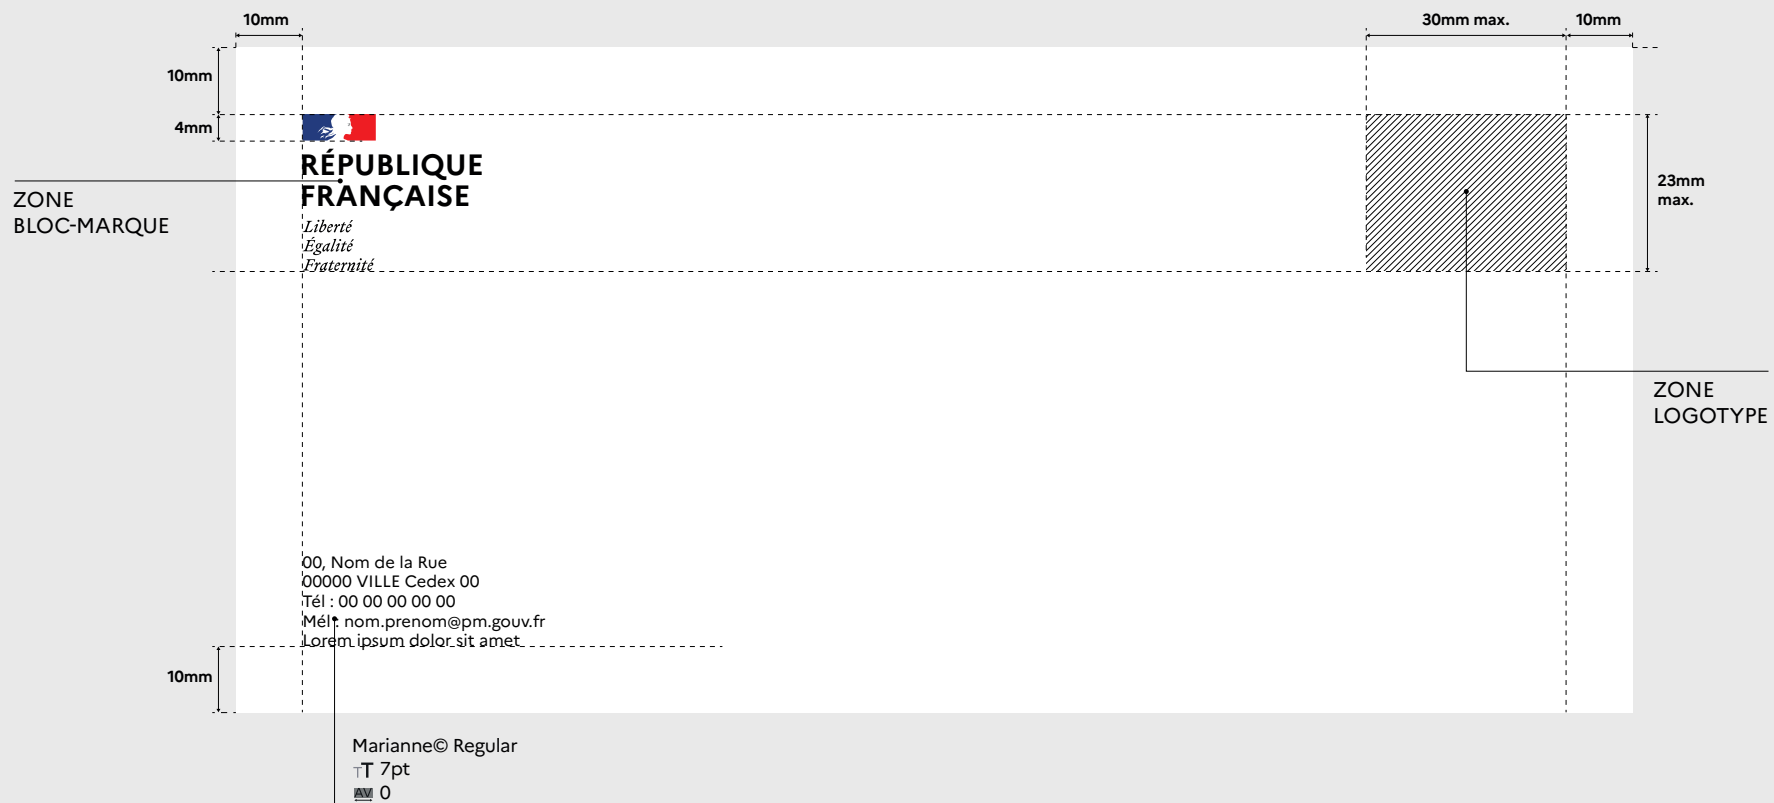 10mm
30mm max.
10mm
10mm
4mm
RÉPUBLIQUE
FRANÇAISE
Liberté
Égalité
Fraternité
ZONE
BLOC-MARQUE
23mm
max.
ZONE
LOGOTYPE
00, Nom de la Rue
00000 VILLE Cedex 00
Tél : 00 00 00 00 00
Mél : nom.prenom@pm.gouv.fr
Lorem ipsum dolor sit amet
10mm
Marianne© Regular
TT 7pt
AV 0